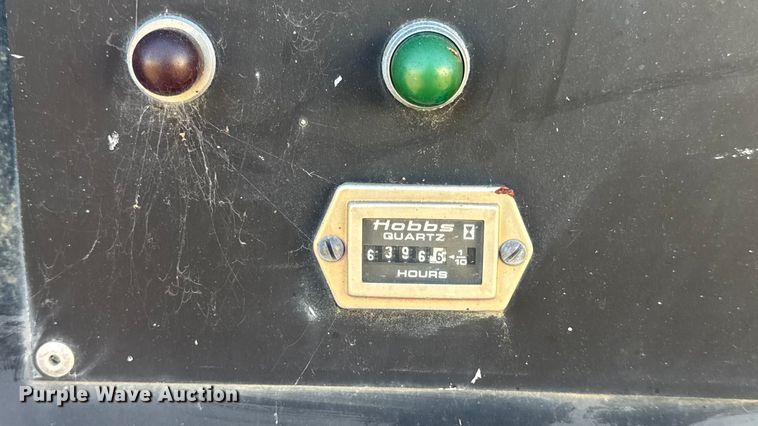 Hobbs
QUARTZ
6 3 9 6 6 1/10
HOURS
Purple Wave Auction